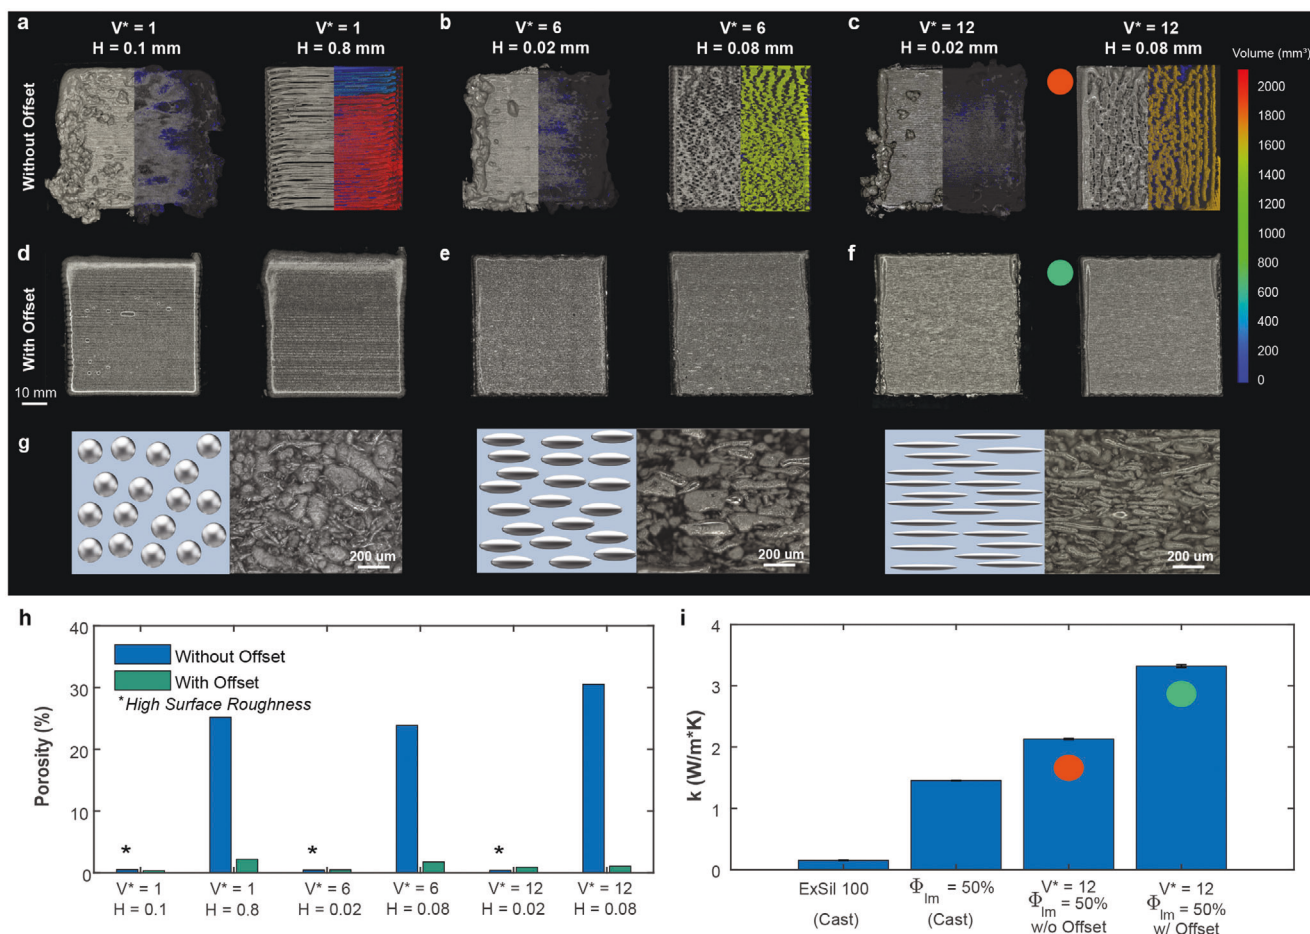 a
V* = 1
H = 0.1 mm
V* = 1
H = 0.8 mm
b
V* = 6
H = 0.02 mm
V* = 6
H = 0.08 mm
c
V* = 12
H = 0.02 mm
V* = 12
H = 0.08 mm
Volume (mm³)
2000
1800
1600
1400
1200
1000
800
600
400
200
0
Without Offset
d
e
f
With Offset
10 mm
g
200 um
200 um
200 um
h
40
30
20
10
0
Porosity (%)
Without Offset
With Offset
*High Surface Roughness
*
*
*
V* = 1
H = 0.1
V* = 1
H = 0.8
V* = 6
H = 0.02
V* = 6
H = 0.08
V* = 12
H = 0.02
V* = 12
H = 0.08
i
4
3
2
1
0
k (W/m*K)
ExSil 100
(Cast)
Φlm = 50%
(Cast)
V* = 12
Φlm = 50%
w/o Offset
V* = 12
Φlm = 50%
w/ Offset